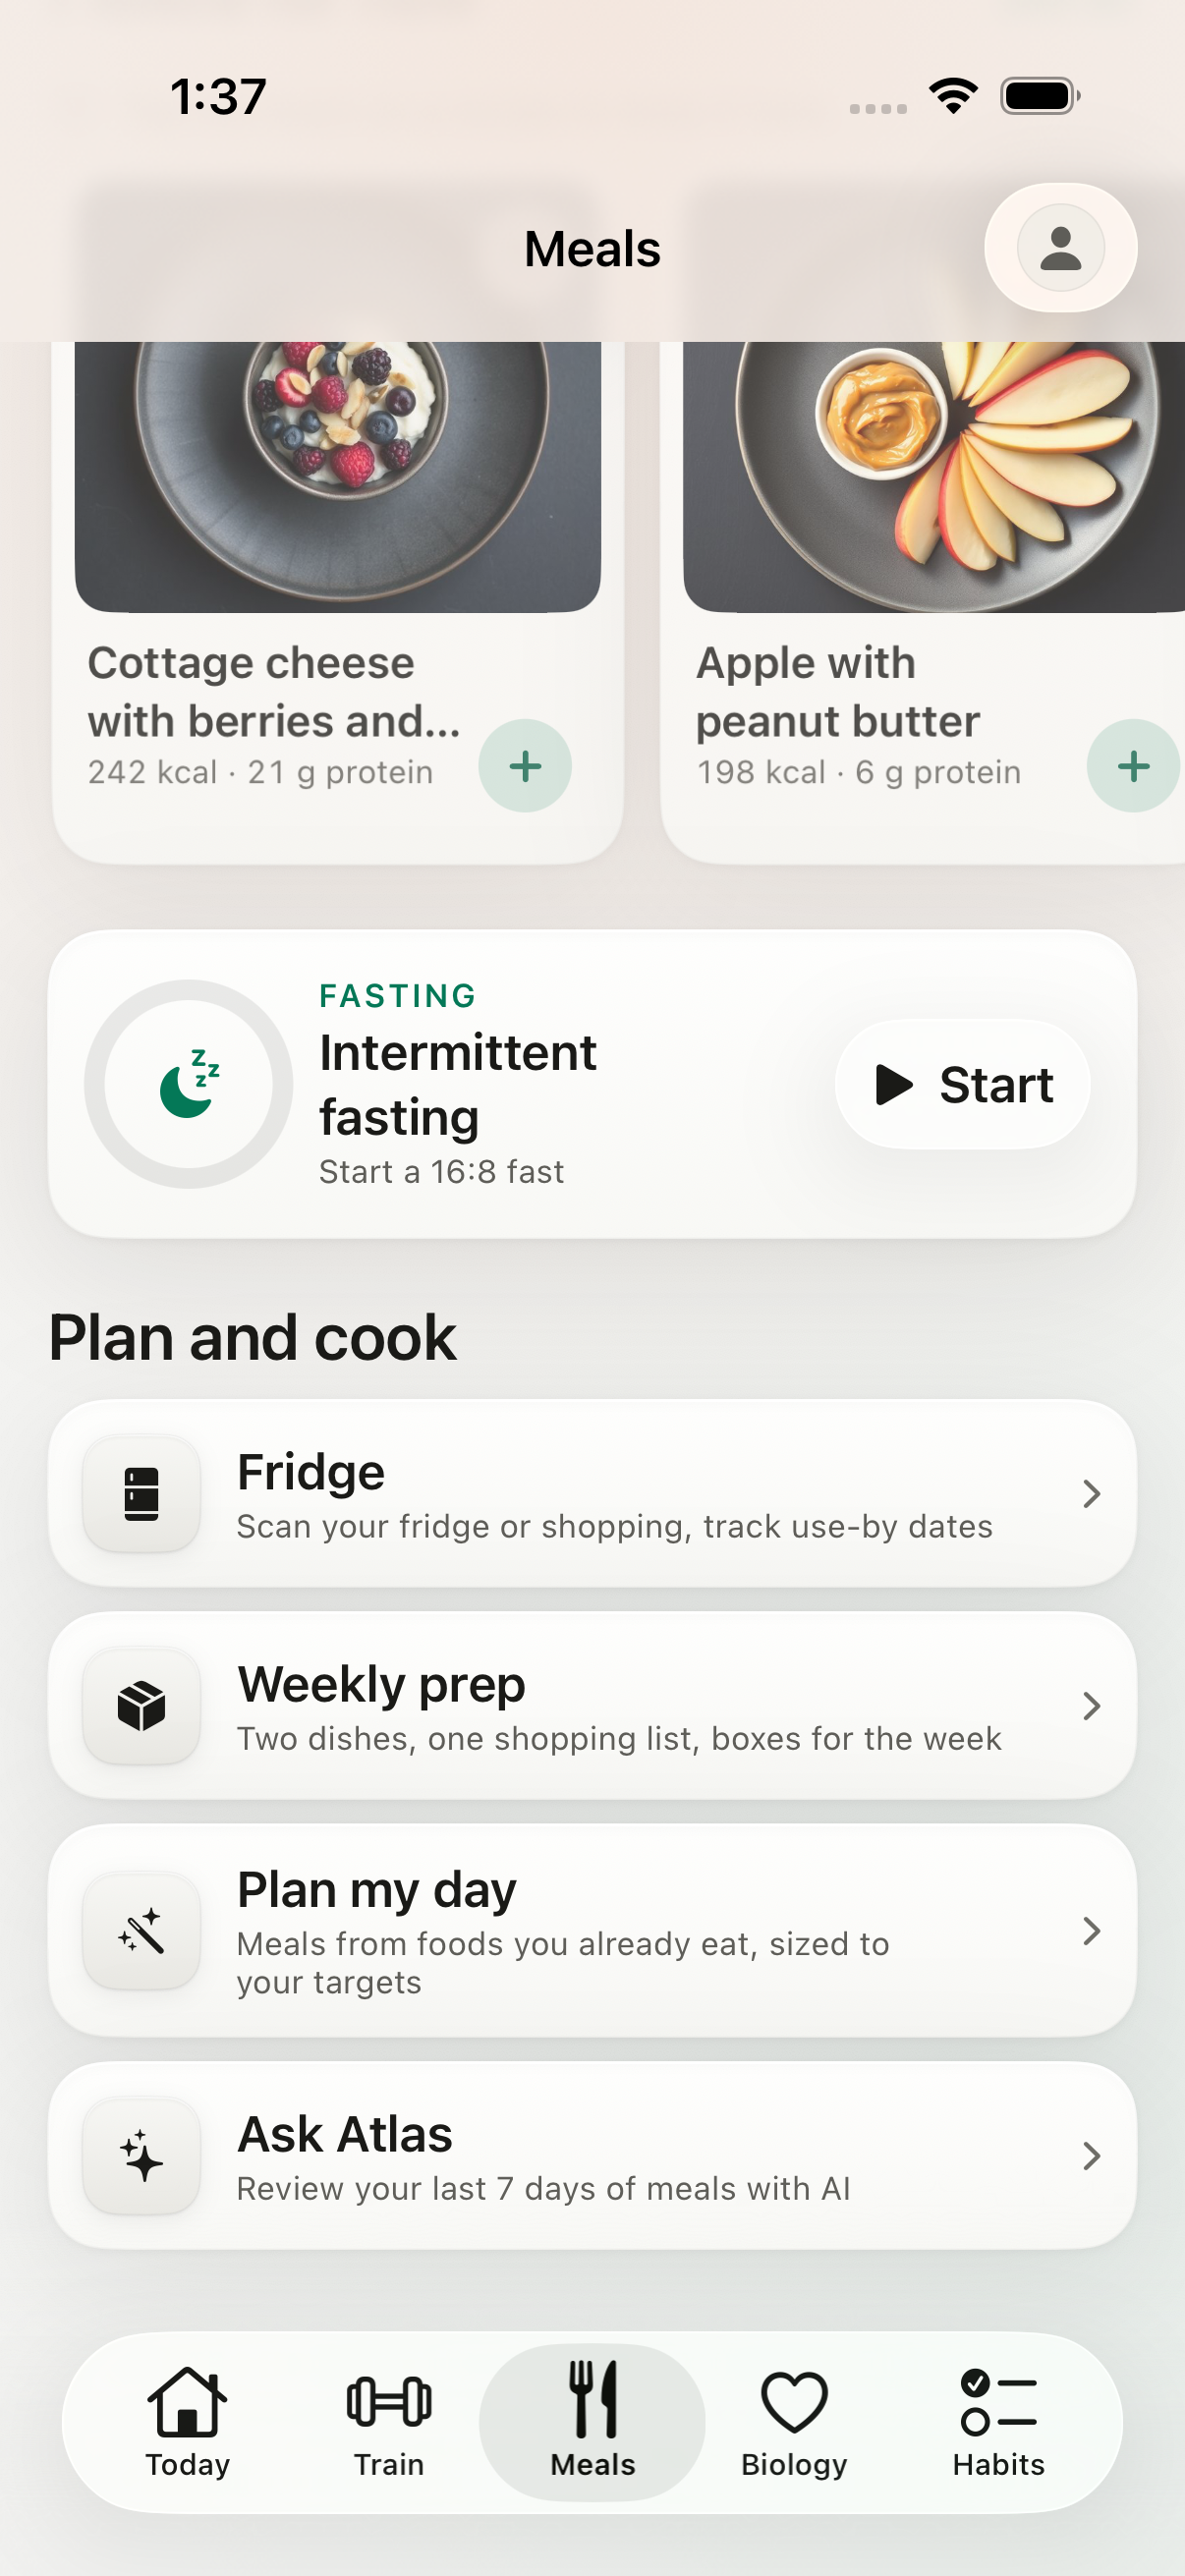 1:37
Meals
Cottage cheese
with berries and...
242 kcal · 21 g protein
Apple with
peanut butter
198 kcal · 6 g protein
FASTING
Intermittent
fasting
Start a 16:8 fast
Start
Plan and cook
Fridge
Scan your fridge or shopping, track use-by dates
Weekly prep
Two dishes, one shopping list, boxes for the week
Plan my day
Meals from foods you already eat, sized to
your targets
Ask Atlas
Review your last 7 days of meals with AI
Today
Train
Meals
Biology
Habits